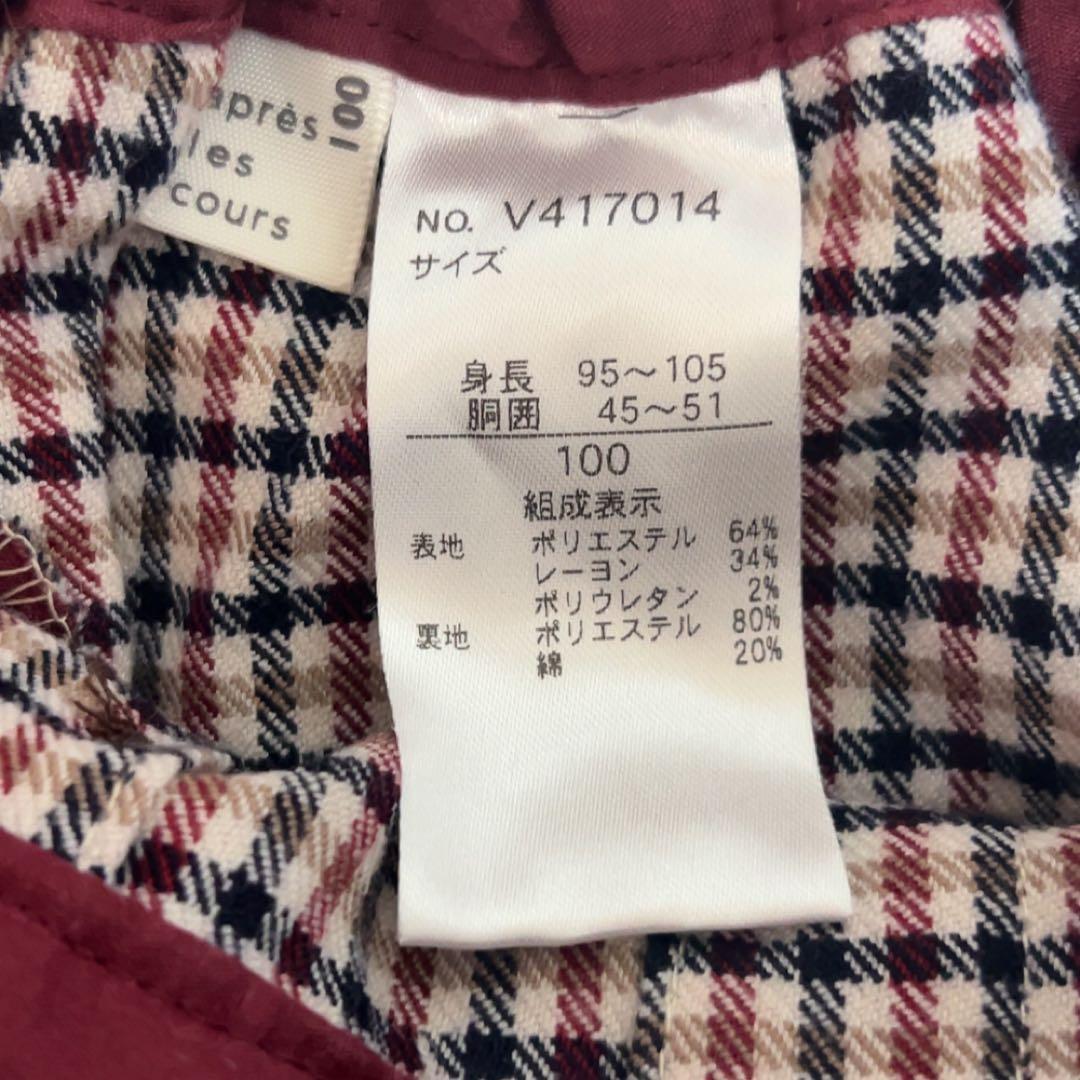 après
les
cours
100
NO. V417014
サイズ
身長 95～105
胴囲 45～51
100
組成表示
表地 ポリエステル 64%
レーヨン 34%
ポリウレタン 2%
裏地 ポリエステル 80%
綿 20%